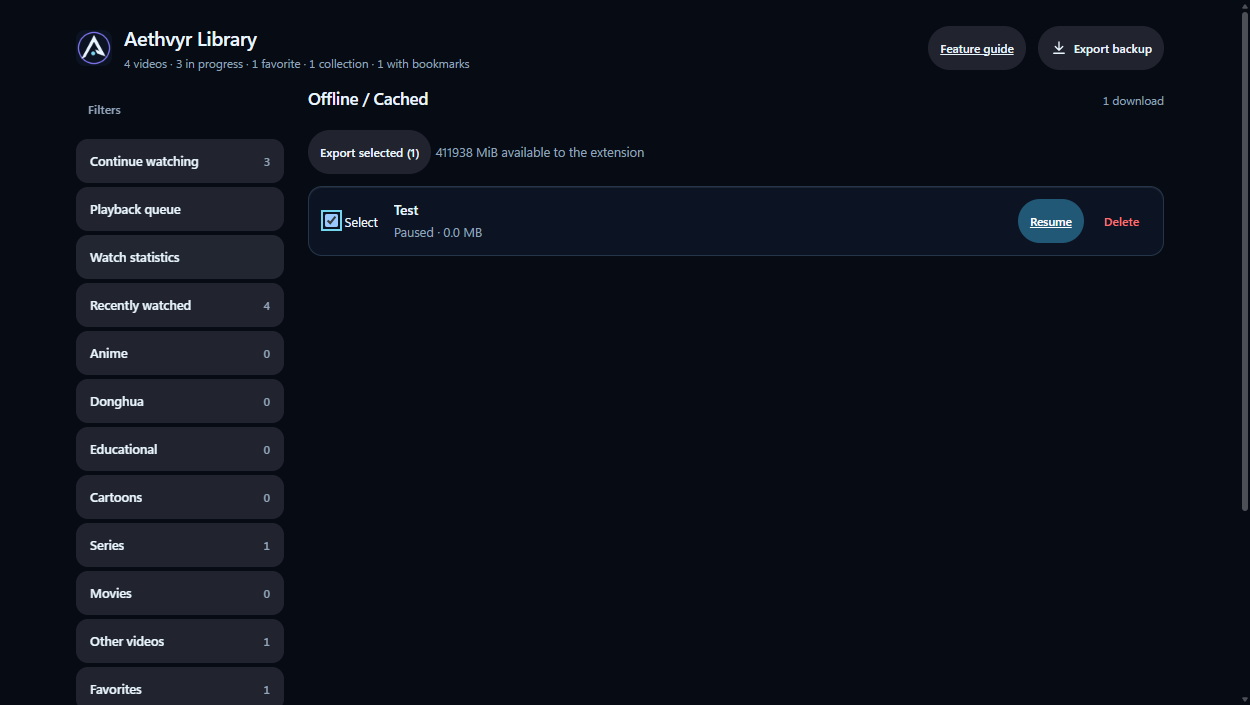 Aethvyr Library
4 videos · 3 in progress · 1 favorite · 1 collection · 1 with bookmarks
Feature guide
Export backup
Filters
Continue watching 3
Playback queue
Watch statistics
Recently watched 4
Anime 0
Donghua 0
Educational 0
Cartoons 0
Series 1
Movies 0
Other videos 1
Favorites 1
Offline / Cached
1 download
Export selected (1) 411938 MiB available to the extension
Select
Test
Paused · 0.0 MB
Resume
Delete